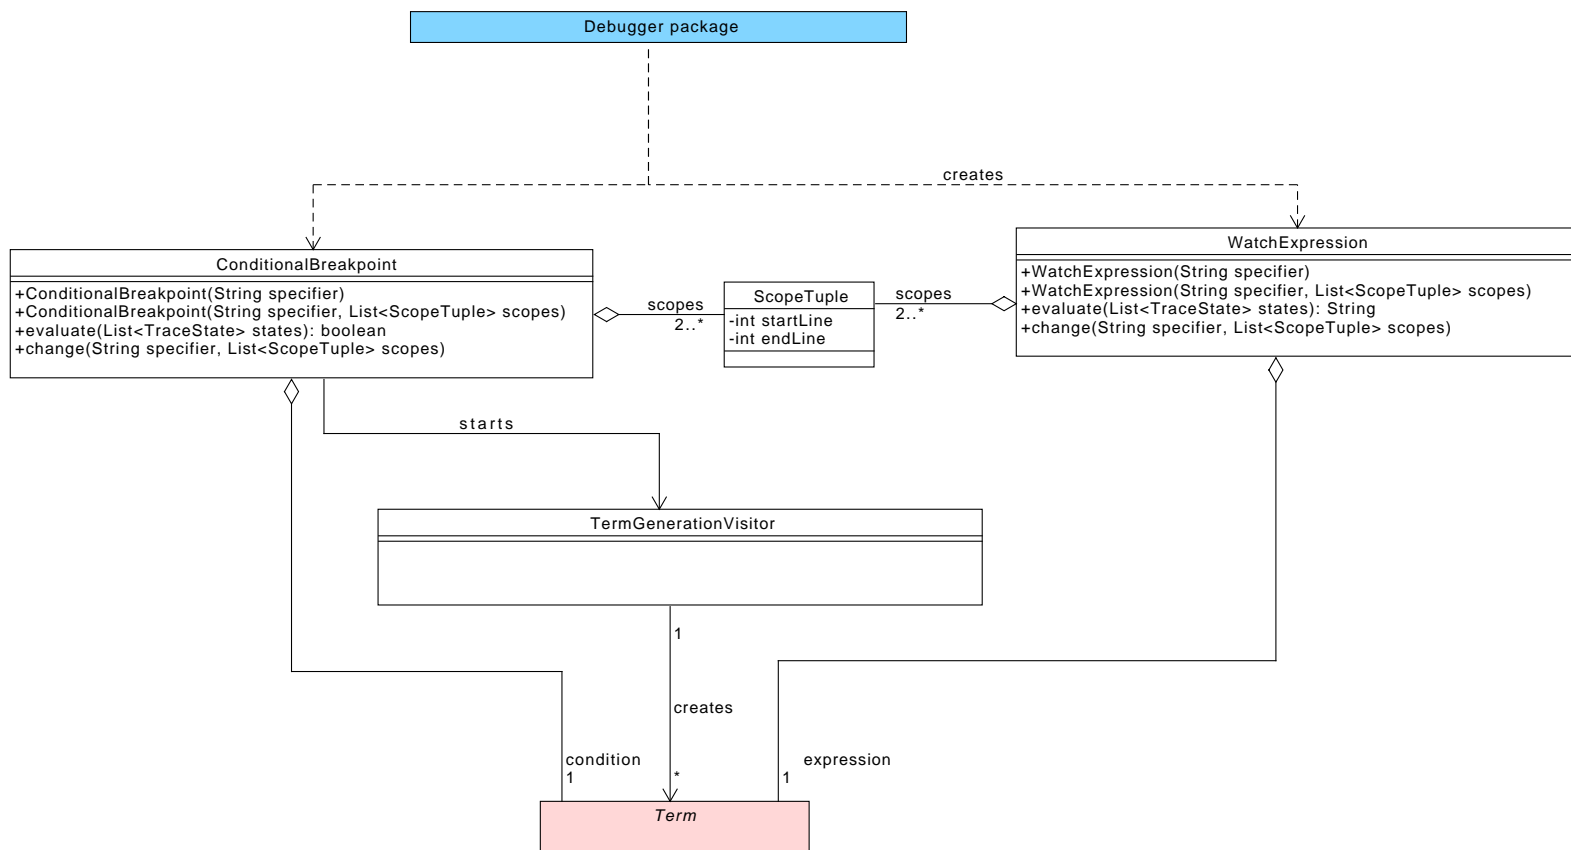 Debugger package
creates
ConditionalBreakpoint
+ConditionalBreakpoint(String specifier)
+ConditionalBreakpoint(String specifier, List<ScopeTuple> scopes)
+evaluate(List<TraceState> states): boolean
+change(String specifier, List<ScopeTuple> scopes)
scopes
2..*
ScopeTuple
-int startLine
-int endLine
scopes
2..*
WatchExpression
+WatchExpression(String specifier)
+WatchExpression(String specifier, List<ScopeTuple> scopes)
+evaluate(List<TraceState> states): String
+change(String specifier, List<ScopeTuple> scopes)
starts
TermGenerationVisitor
1
creates
*
condition
1
expression
1
Term